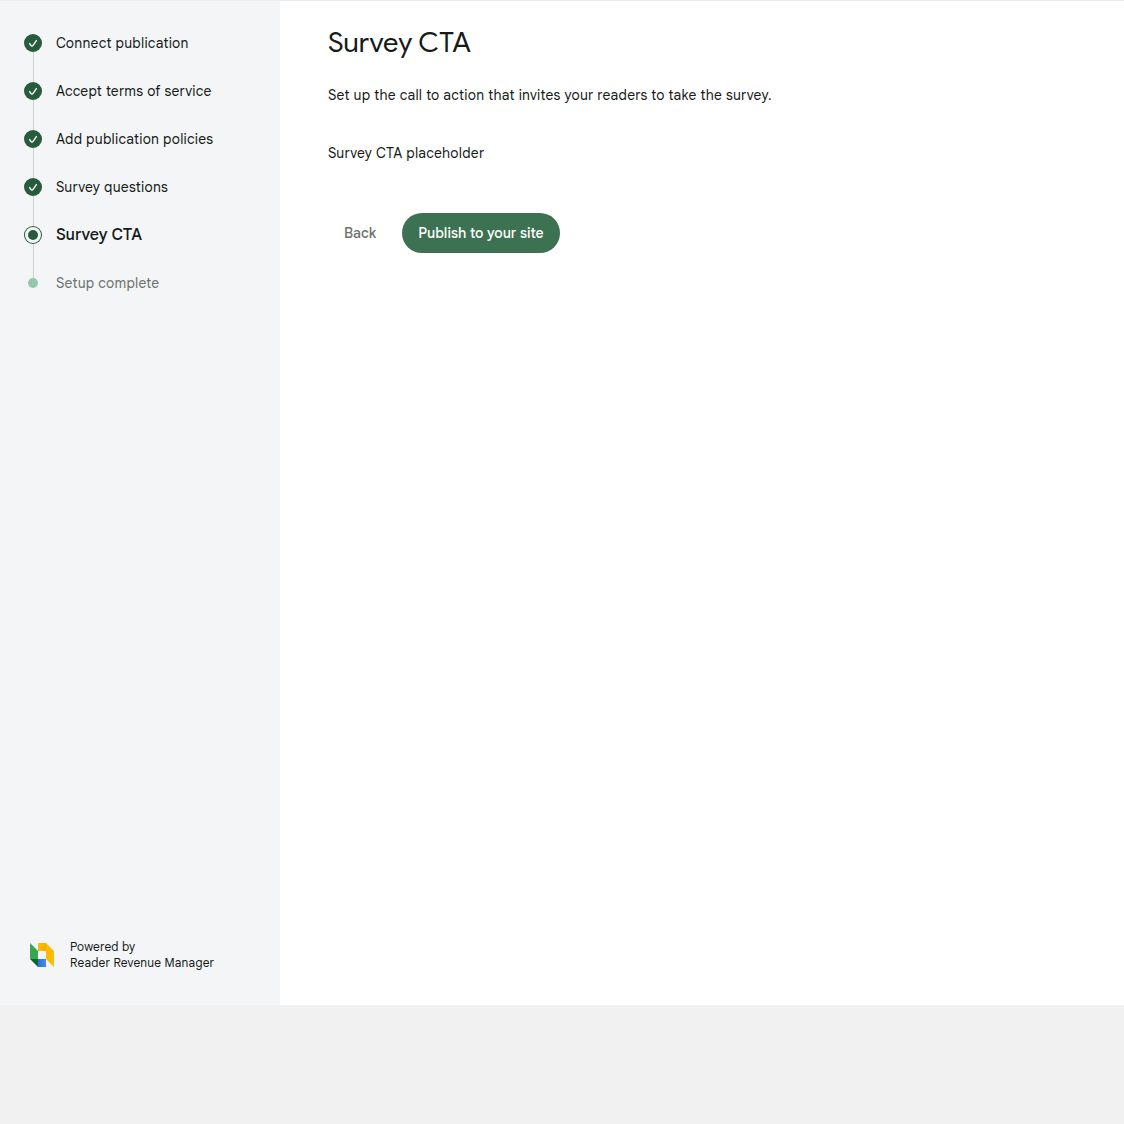 Connect publication
Accept terms of service
Add publication policies
Survey questions
Survey CTA
Setup complete
Powered by
Reader Revenue Manager
Survey CTA
Set up the call to action that invites your readers to take the survey.
Survey CTA placeholder
Back
Publish to your site